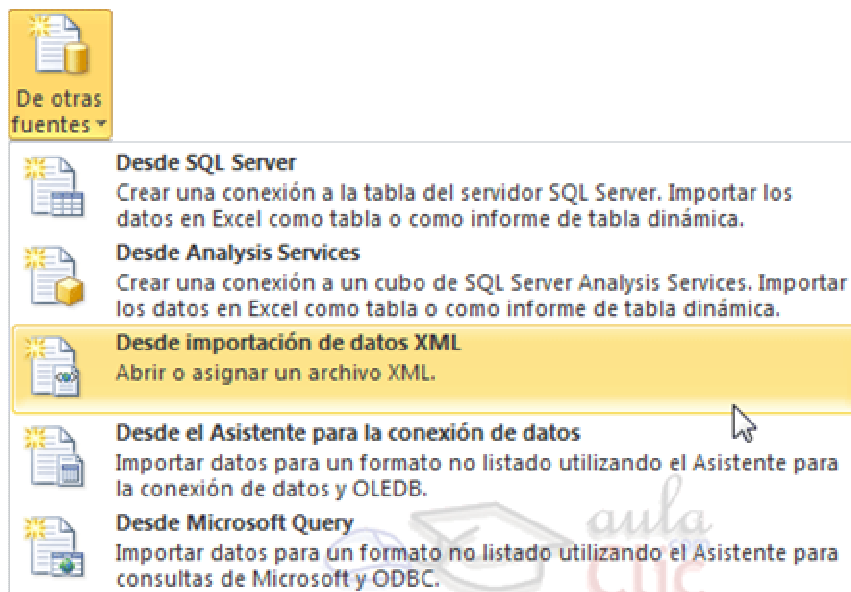 De otras
fuentes
Desde SQL Server
Crear una conexión a la tabla del servidor SQL Server. Importar los
datos en Excel como tabla o como informe de tabla dinámica.
Desde Analysis Services
Crear una conexión a un cubo de SQL Server Analysis Services. Importar
los datos en Excel como tabla o como informe de tabla dinámica.
Desde importación de datos XML
Abrir o asignar un archivo XML.
Desde el Asistente para la conexión de datos
Importar datos para un formato no listado utilizando el Asistente para
la conexión de datos y OLEDB.
Desde Microsoft Query
Importar datos para un formato no listado utilizando el Asistente para
consultas de Microsoft y ODBC.
aula
clic
.com